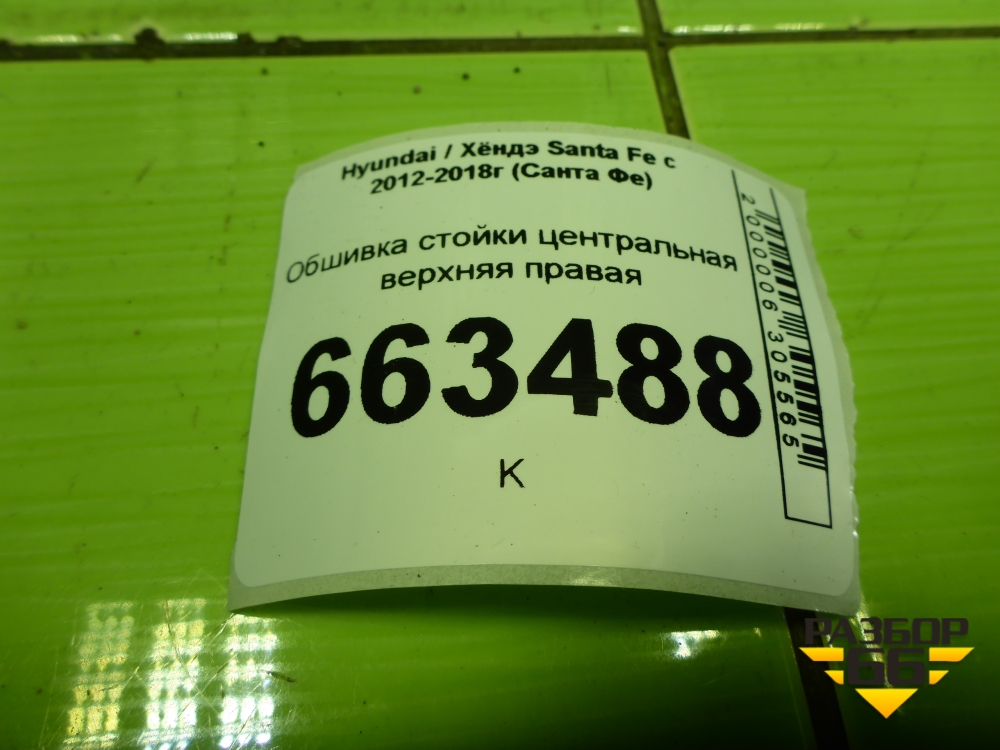 Hyundai / Хёндэ Santa Fe с
2012-2018г (Санта Фе)
Обшивка стойки центральная
верхняя правая
663488
К
2000006305565
РАЗБОР
66